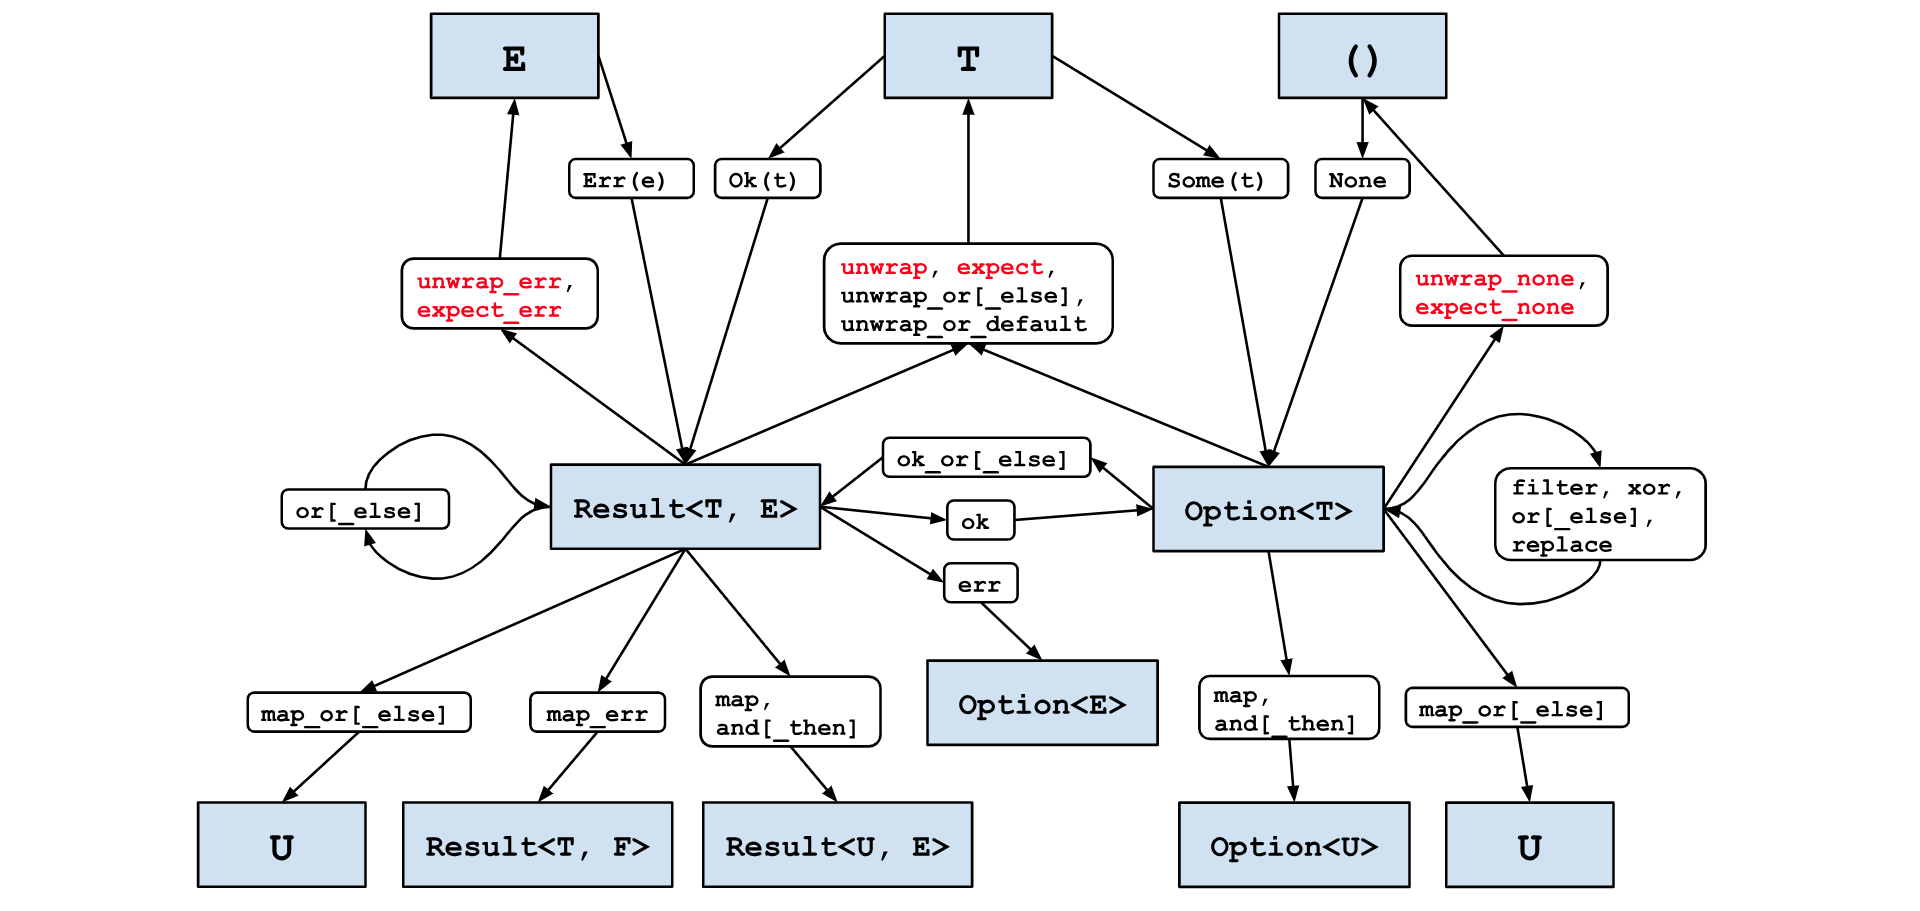 E
T
()
Err(e)
Ok(t)
Some(t)
None
unwrap_err,
expect_err
unwrap, expect,
unwrap_or[_else],
unwrap_or_default
unwrap_none,
expect_none
or[_else]
Result<T, E>
ok_or[_else]
ok
err
Option<T>
filter, xor,
or[_else],
replace
map_or[_else]
map_err
map,
and[_then]
Option<E>
map,
and[_then]
map_or[_else]
U
Result<T, F>
Result<U, E>
Option<U>
U